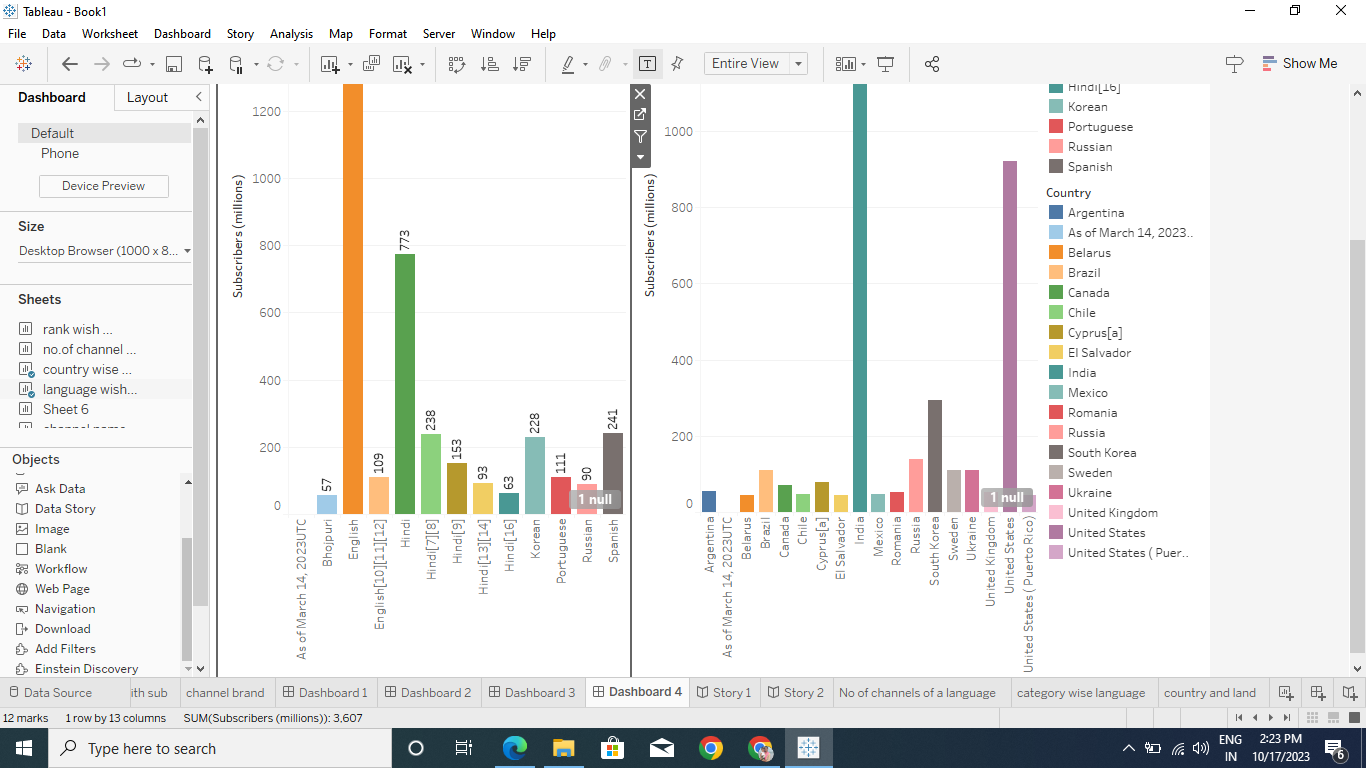 Tableau - Book1
File Data Worksheet Dashboard Story Analysis Map Format Server Window Help
Entire View
Show Me
Dashboard
Layout
Default
Phone
Device Preview
Size
Desktop Browser (1000 x 8...
Sheets
rank wish ...
no.of channel ...
country wise ...
language wish...
Sheet 6
Objects
Ask Data
Data Story
Image
Blank
Workflow
Web Page
Navigation
Download
Add Filters
Einstein Discovery
Subscribers (millions)
1200
1000
800
600
400
200
0
57
109
773
238
153
93
63
228
111
90
241
1 null
As of March 14, 2023UTC
Bhojpuri
English
English[10][11][12]
Hindi
Hindi[7][8]
Hindi[9]
Hindi[13][14]
Hindi[16]
Korean
Portuguese
Russian
Spanish
Subscribers (millions)
1000
800
600
400
200
0
1 null
Argentina
As of March 14, 2023UTC
Belarus
Brazil
Canada
Chile
Cyprus[a]
El Salvador
India
Mexico
Romania
Russia
South Korea
Sweden
Ukraine
United Kingdom
United States
United States ( Puerto Rico)
Hindi[16]
Korean
Portuguese
Russian
Spanish
Country
Argentina
As of March 14, 2023..
Belarus
Brazil
Canada
Chile
Cyprus[a]
El Salvador
India
Mexico
Romania
Russia
South Korea
Sweden
Ukraine
United Kingdom
United States
United States ( Puer..
Data Source
ith sub
channel brand
Dashboard 1
Dashboard 2
Dashboard 3
Dashboard 4
Story 1
Story 2
No of channels of a language
category wise language
country and land
12 marks 1 row by 13 columns SUM(Subscribers (millions)): 3,607
Type here to search
ENG
IN
2:23 PM
10/17/2023
6